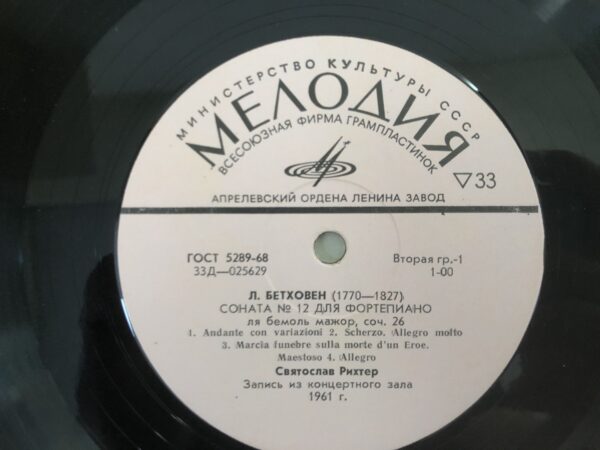 МИНИСТЕРСТВО КУЛЬТУРЫ СССР
МЕЛОДИЯ
ВСЕСОЮЗНАЯ ФИРМА ГРАМПЛАСТИНОК
▽33
АПРЕЛЕВСКИЙ ОРДЕНА ЛЕНИНА ЗАВОД
ГОСТ 5289-68 Вторая гр.-1
33Д—025629 1-00
Л. БЕТХОВЕН (1770—1827)
СОНАТА № 12 ДЛЯ ФОРТЕПИАНО
ля бемоль мажор, соч. 26
1. Andante con variazioni 2. Scherzo. Allegro molto
3. Marcia funebre sulla morte d'un Eroe.
Maestoso 4. Allegro
Святослав Рихтер
Запись из концертного зала
1961 г.